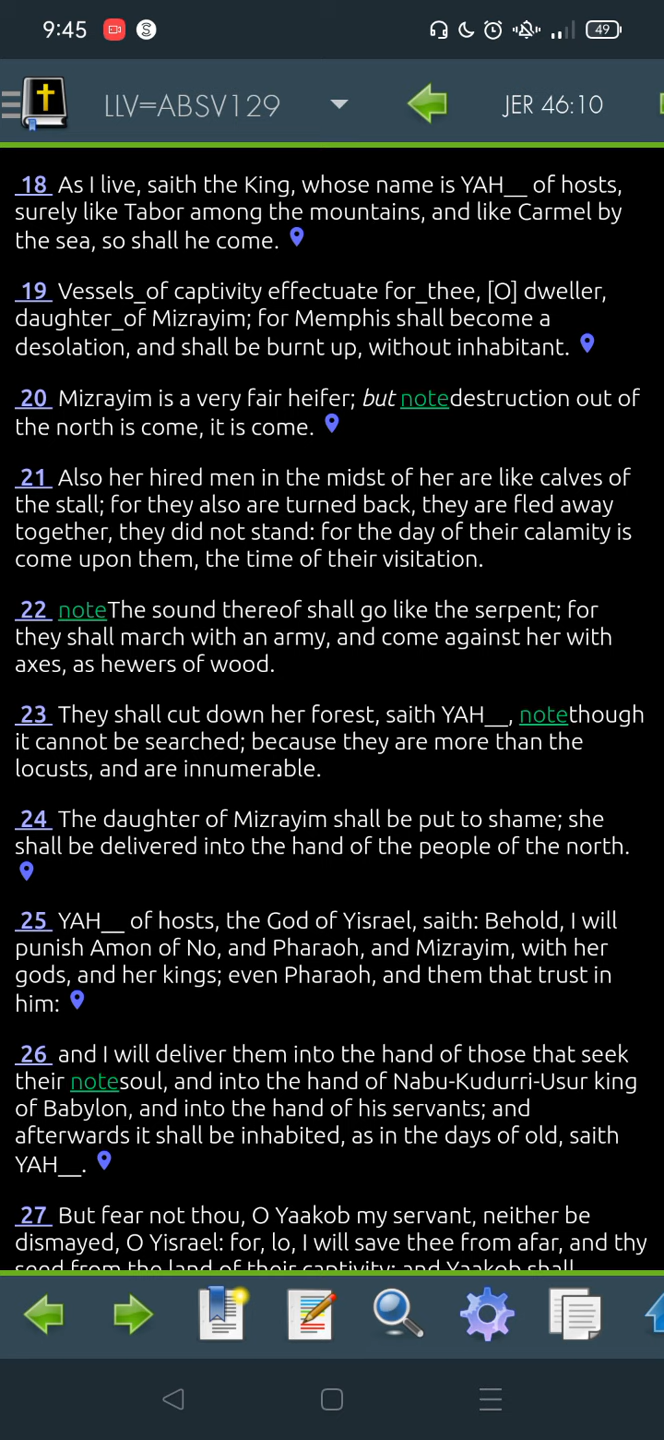 9:45
49
LLV=ABSV129
JER 46:10
18 As I live, saith the King, whose name is YAH__ of hosts,
surely like Tabor among the mountains, and like Carmel by
the sea, so shall he come.
19 Vessels_of captivity effectuate for_thee, [O] dweller,
daughter_of Mizrayim; for Memphis shall become a
desolation, and shall be burnt up, without inhabitant.
20 Mizrayim is a very fair heifer; but notedestruction out of
the north is come, it is come.
21 Also her hired men in the midst of her are like calves of
the stall; for they also are turned back, they are fled away
together, they did not stand: for the day of their calamity is
come upon them, the time of their visitation.
22 noteThe sound thereof shall go like the serpent; for
they shall march with an army, and come against her with
axes, as hewers of wood.
23 They shall cut down her forest, saith YAH__, notethough
it cannot be searched; because they are more than the
locusts, and are innumerable.
24 The daughter of Mizrayim shall be put to shame; she
shall be delivered into the hand of the people of the north.
25 YAH__ of hosts, the God of Yisrael, saith: Behold, I will
punish Amon of No, and Pharaoh, and Mizrayim, with her
gods, and her kings; even Pharaoh, and them that trust in
him:
26 and I will deliver them into the hand of those that seek
their notesoul, and into the hand of Nabu-Kudurri-Usur king
of Babylon, and into the hand of his servants; and
afterwards it shall be inhabited, as in the days of old, saith
YAH__.
27 But fear not thou, O Yaakob my servant, neither be
dismayed, O Yisrael: for, lo, I will save thee from afar, and thy
seed from the land of their captivity; and Yaakob shall